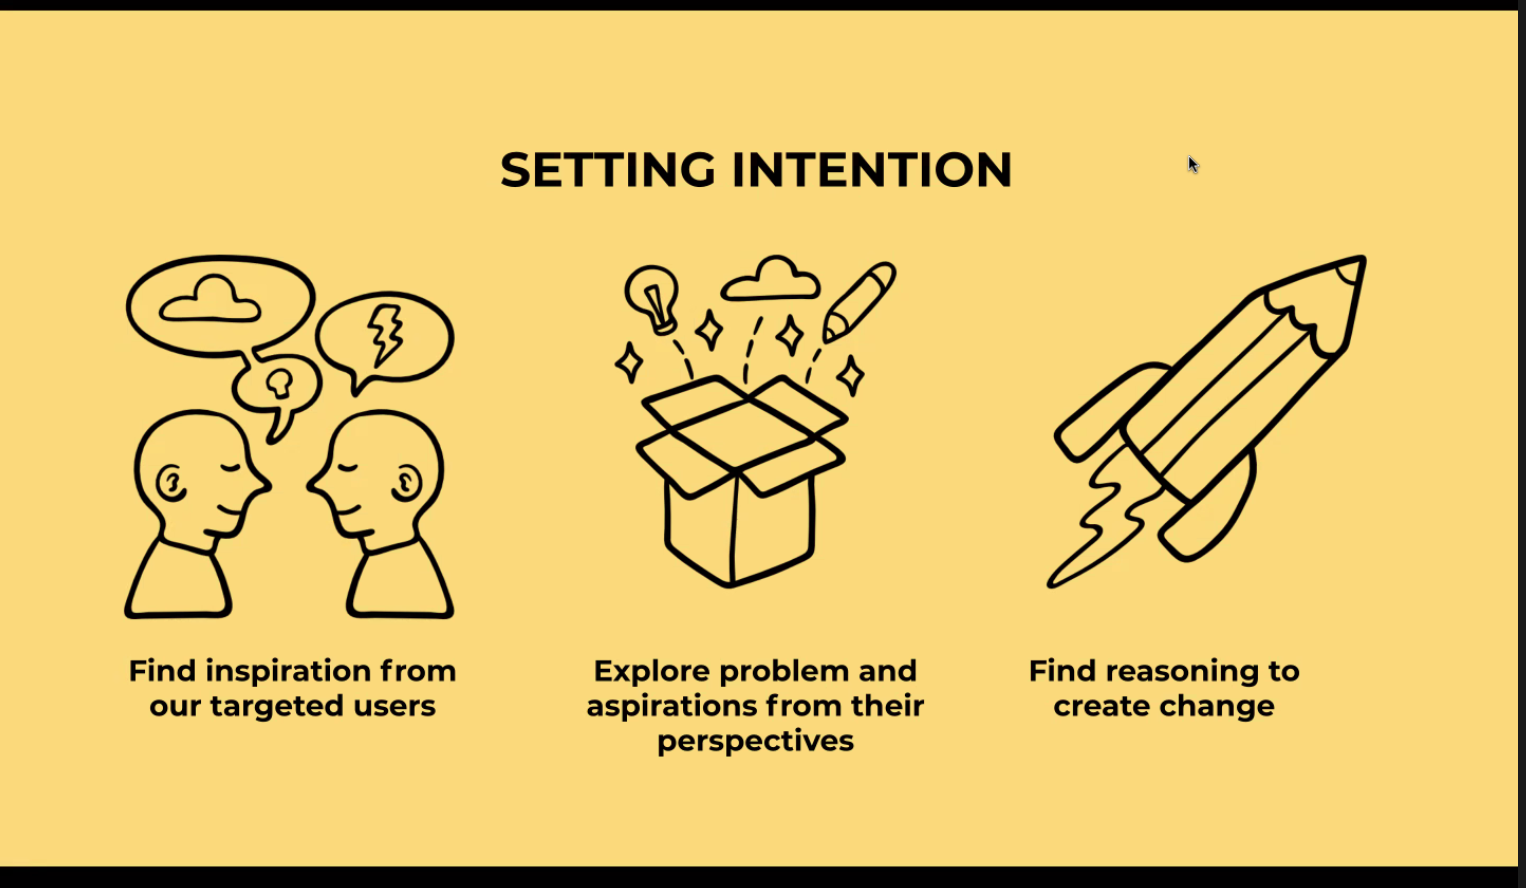 SETTING INTENTION
Find inspiration from
our targeted users
Explore problem and
aspirations from their
perspectives
Find reasoning to
create change